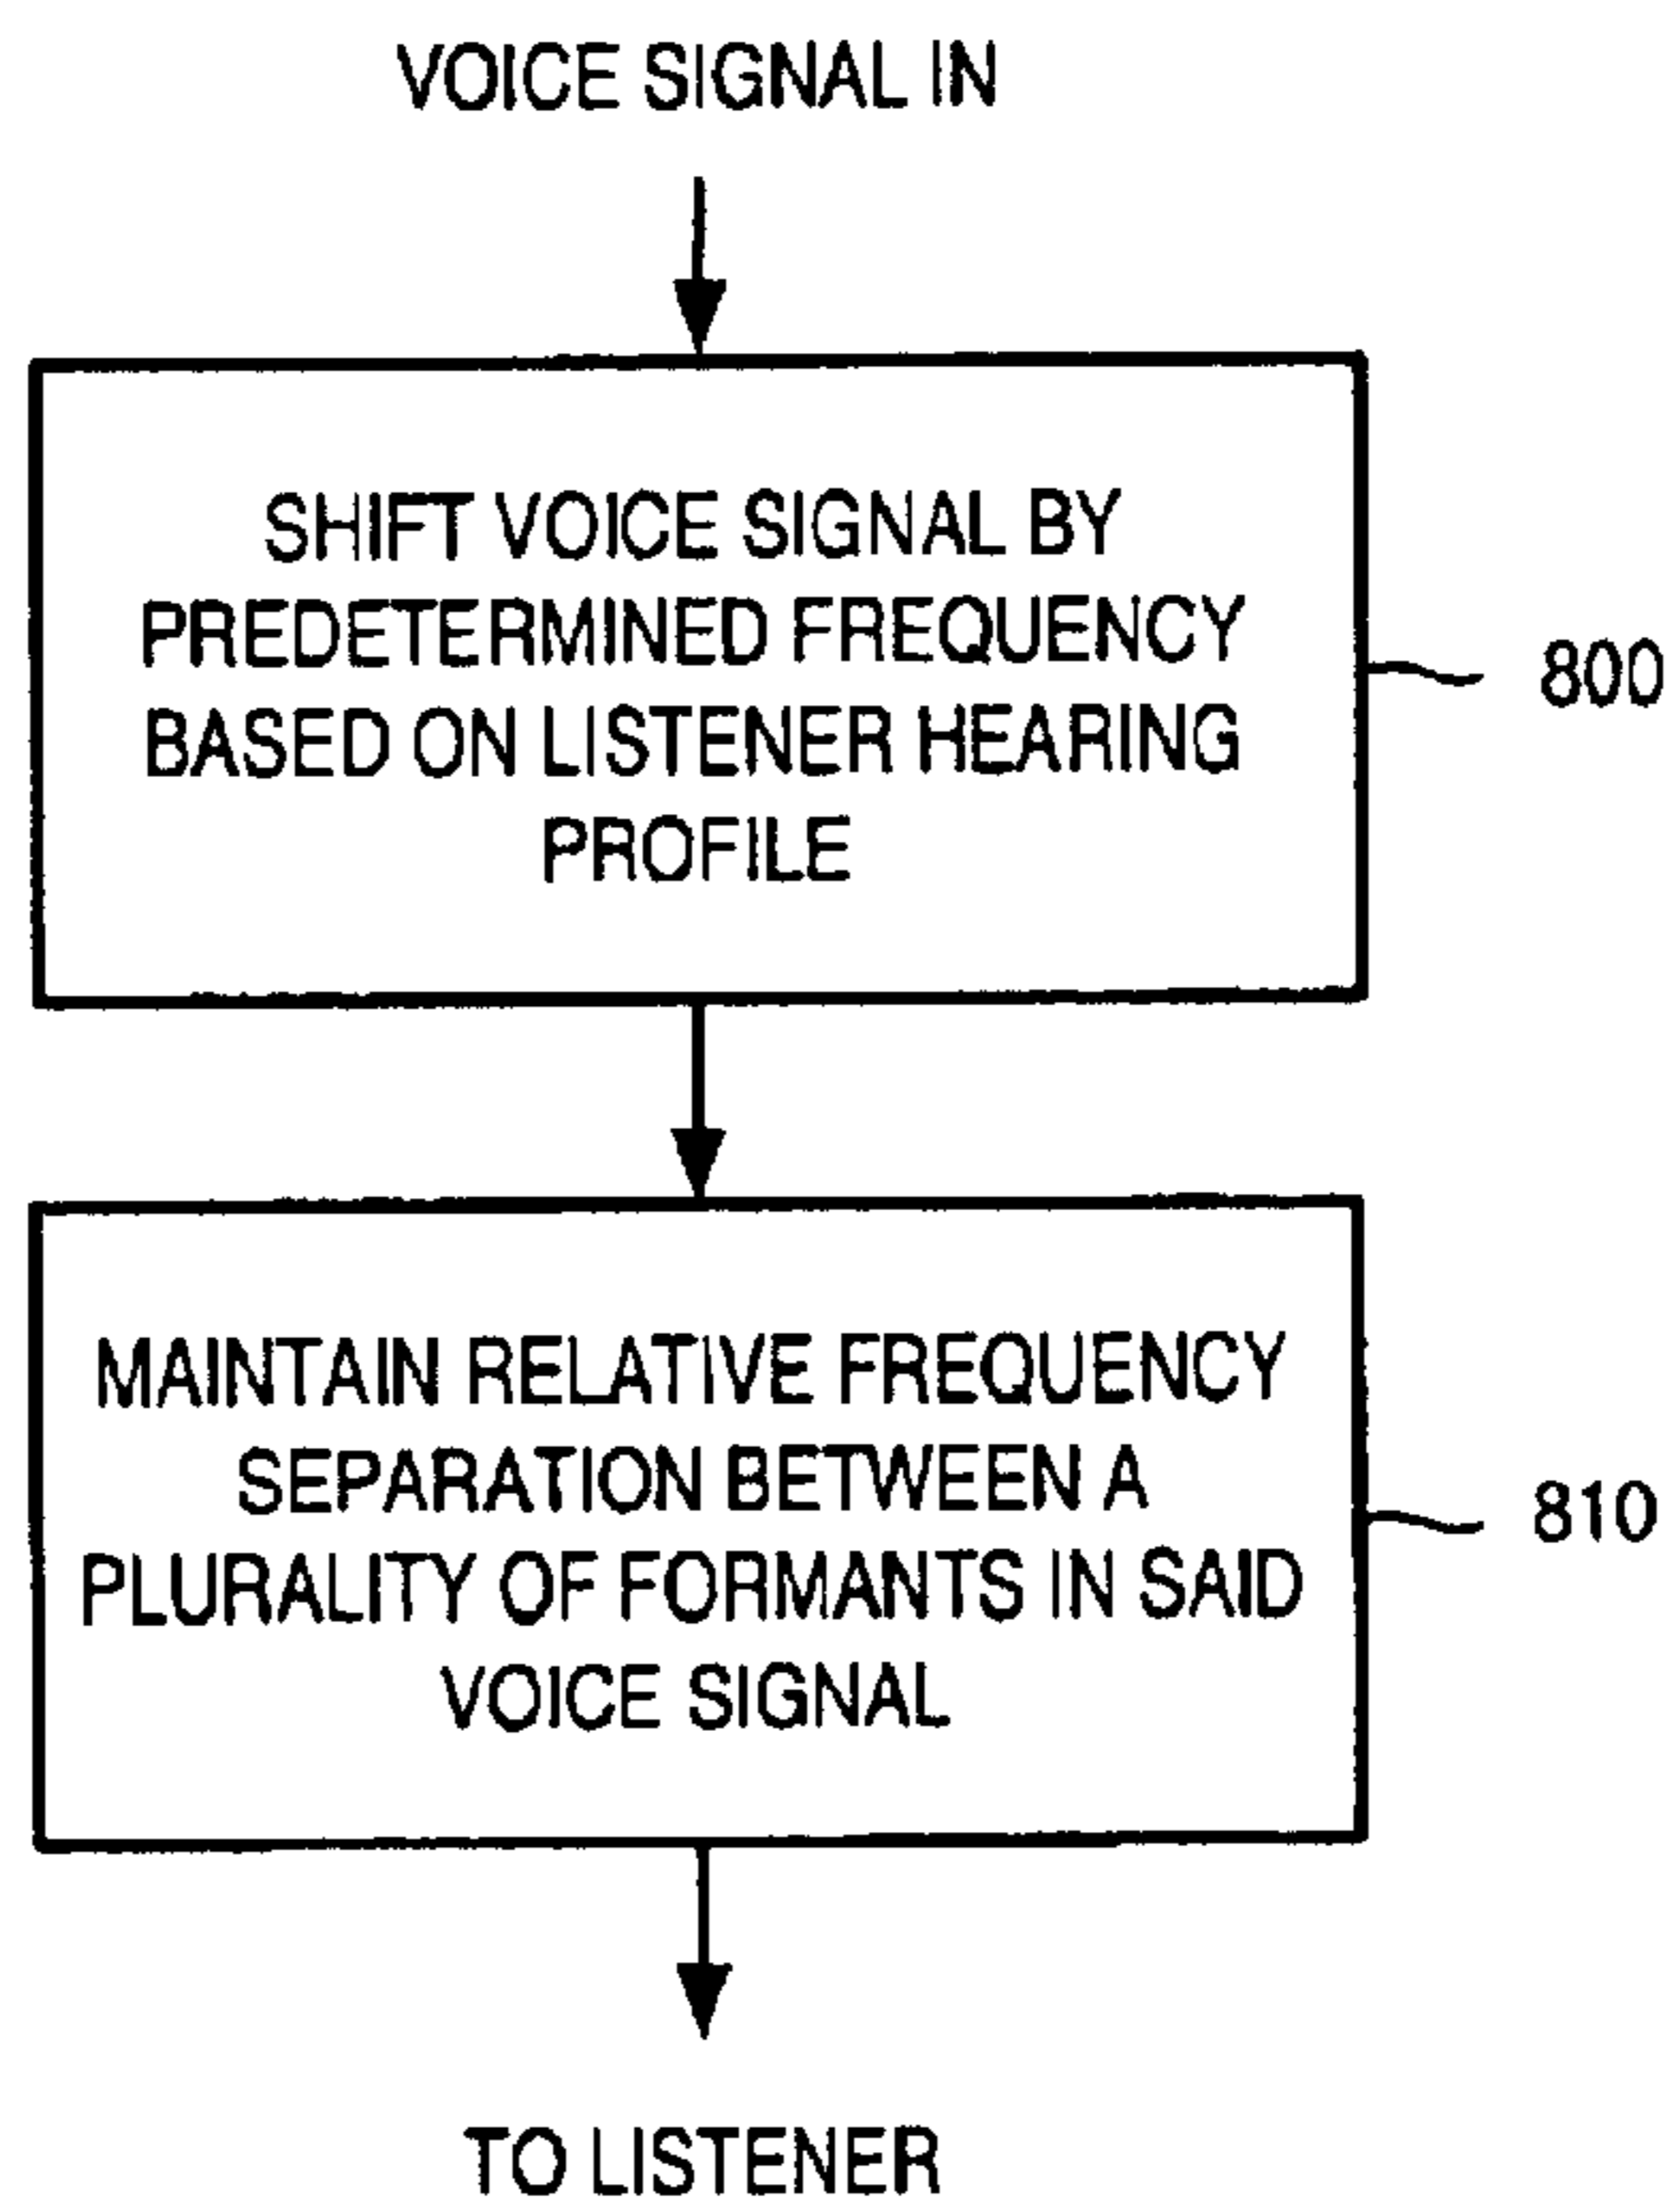 VOICE SIGNAL IN
SHIFT VOICE SIGNAL BY
PREDETERMINED FREQUENCY
BASED ON LISTENER HEARING
PROFILE
800
MAINTAIN RELATIVE FREQUENCY
SEPARATION BETWEEN A
PLURALITY OF FORMANTS IN SAID
VOICE SIGNAL
810
TO LISTENER